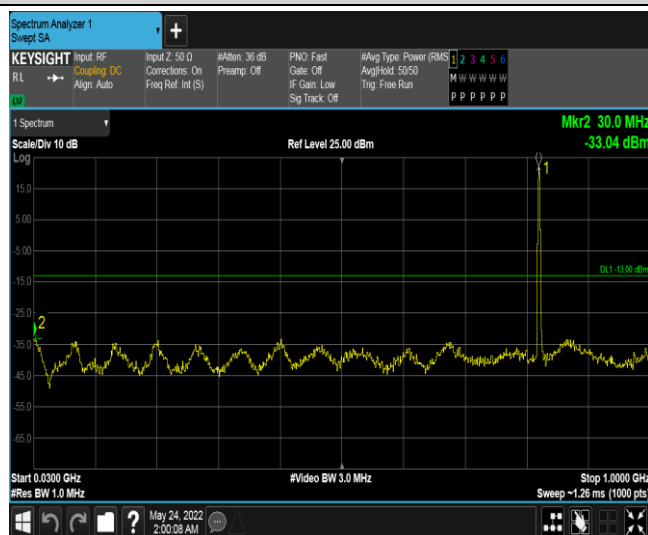 Spectrum Analyzer 1
Swept SA
KEYSIGHT
RL
Input: RF
Coupling: DC
Align: Auto
Input Z: 50 Ω
Corrections: On
Freq Ref: Int (S)
#Atten: 36 dB
Preamp: Off
PNO: Fast
Gate: Off
IF Gain: Low
Sig Track: Off
#Avg Type: Power (RMS
Avg|Hold: 50/50
Trig: Free Run
1 2 3 4 5 6
M W W W W W
P P P P P P
1 Spectrum
Mkr2 30.0 MHz
Scale/Div 10 dB
Ref Level 25.00 dBm
-33.04 dBm
Log
1
15.0
5.00
-5.00
DL1 -13.00 dBm
-15.0
-25.0
2
-35.0
-45.0
-55.0
-65.0
Start 0.0300 GHz
#Video BW 3.0 MHz
Stop 1.0000 GHz
#Res BW 1.0 MHz
Sweep ~1.26 ms (1000 pts)
?
May 24, 2022
2:00:08 AM